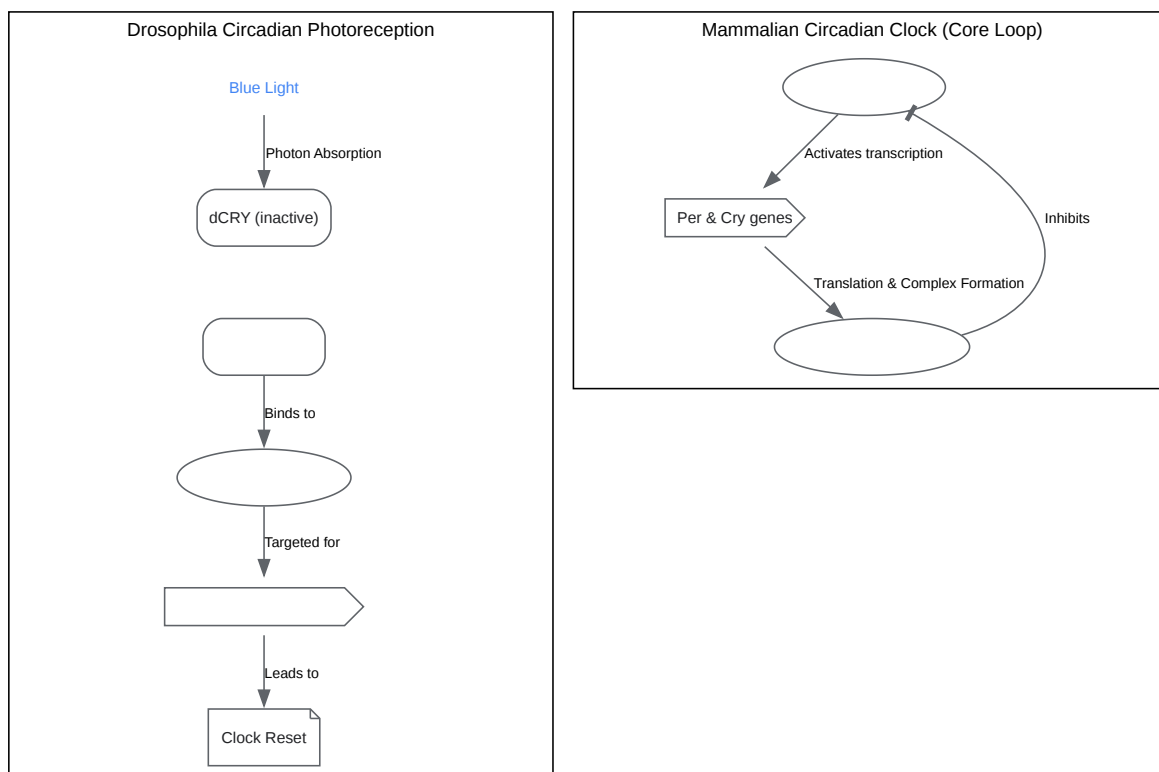 Drosophila Circadian Photoreception
Blue Light
Photon Absorption
dCRY (inactive)
Binds to
Targeted for
Leads to
Clock Reset
Mammalian Circadian Clock (Core Loop)
Activates transcription
Per & Cry genes
Inhibits
Translation & Complex Formation